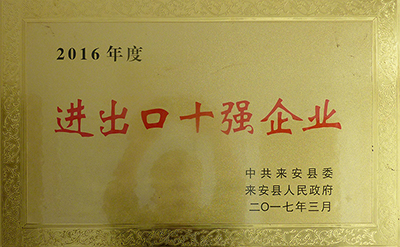 2016年度
进出口十强企业
中共来安县委
来安县人民政府
二〇一七年三月